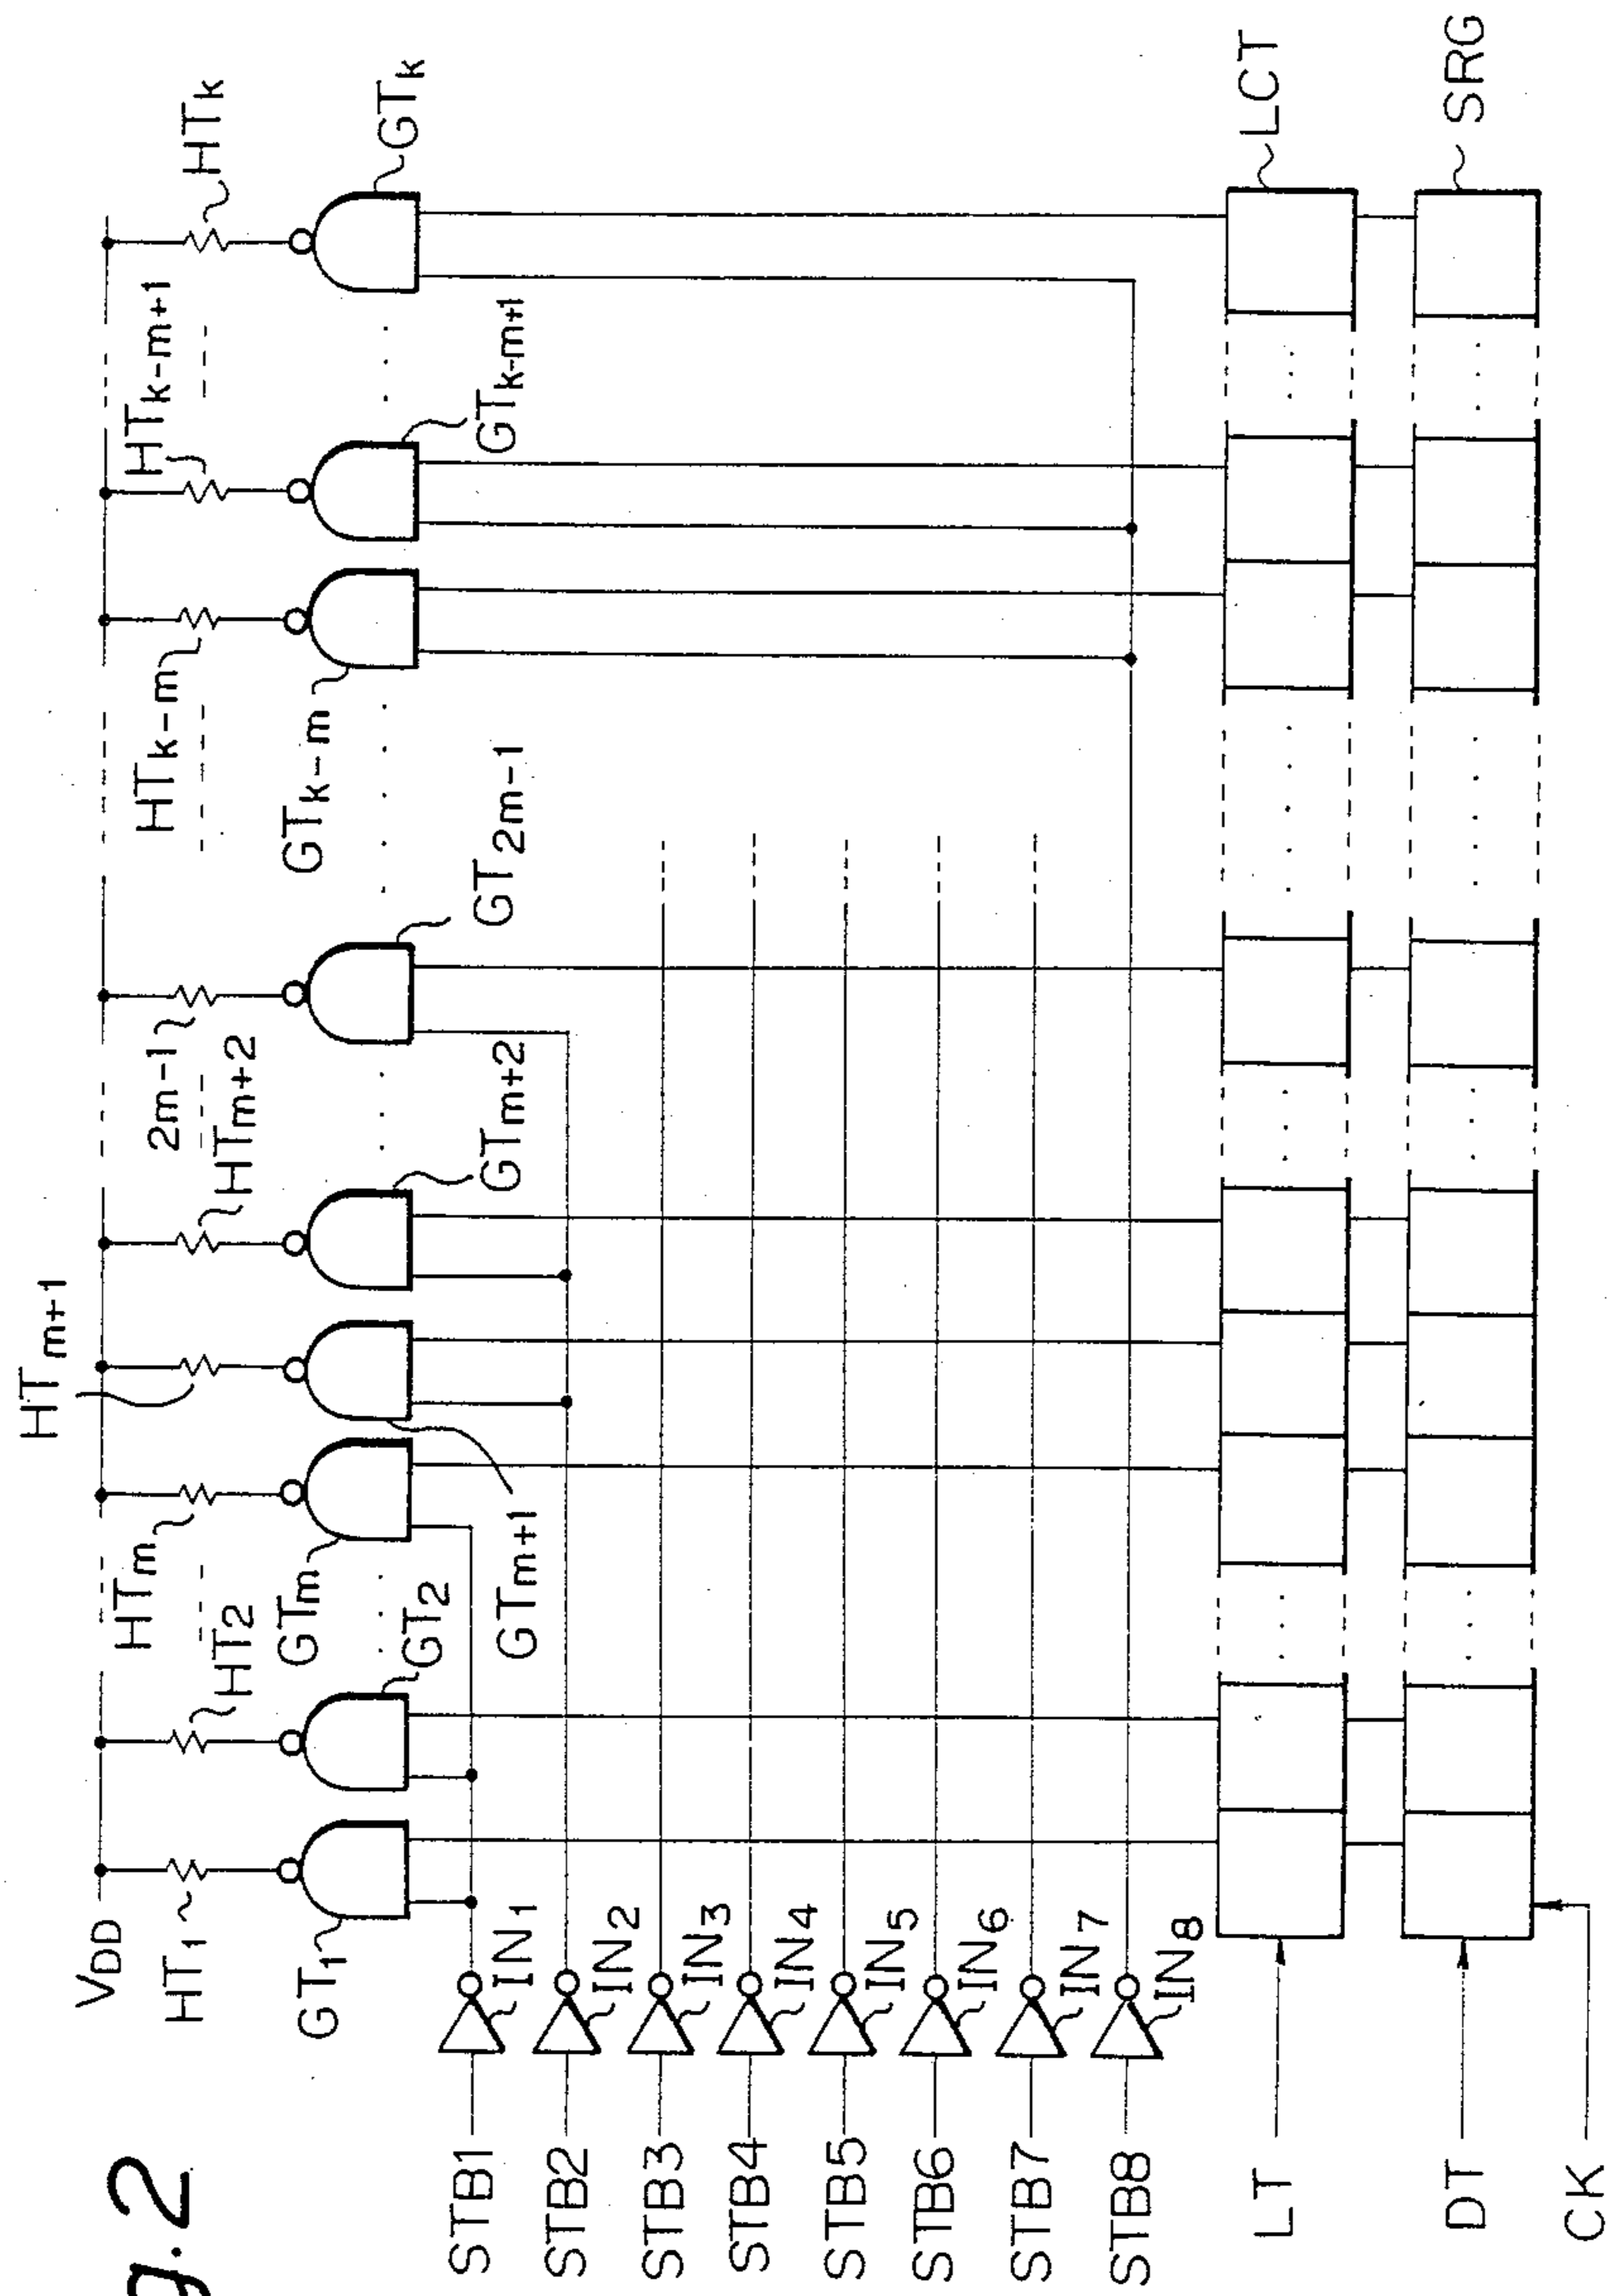 g.2
VDD
HT1
HT2
HTm
HTm+1
HTm+2
2m-1
HTk-m
HTk-m+1
HTk
GT1
GT2
GTm
GTm+1
GTm+2
GT2m-1
GTk-m
GTk-m+1
GTk
STB1
IN1
STB2
IN2
STB3
IN3
STB4
IN4
STB5
IN5
STB6
IN6
STB7
IN7
STB8
IN8
LT
LCT
DT
SRG
CK